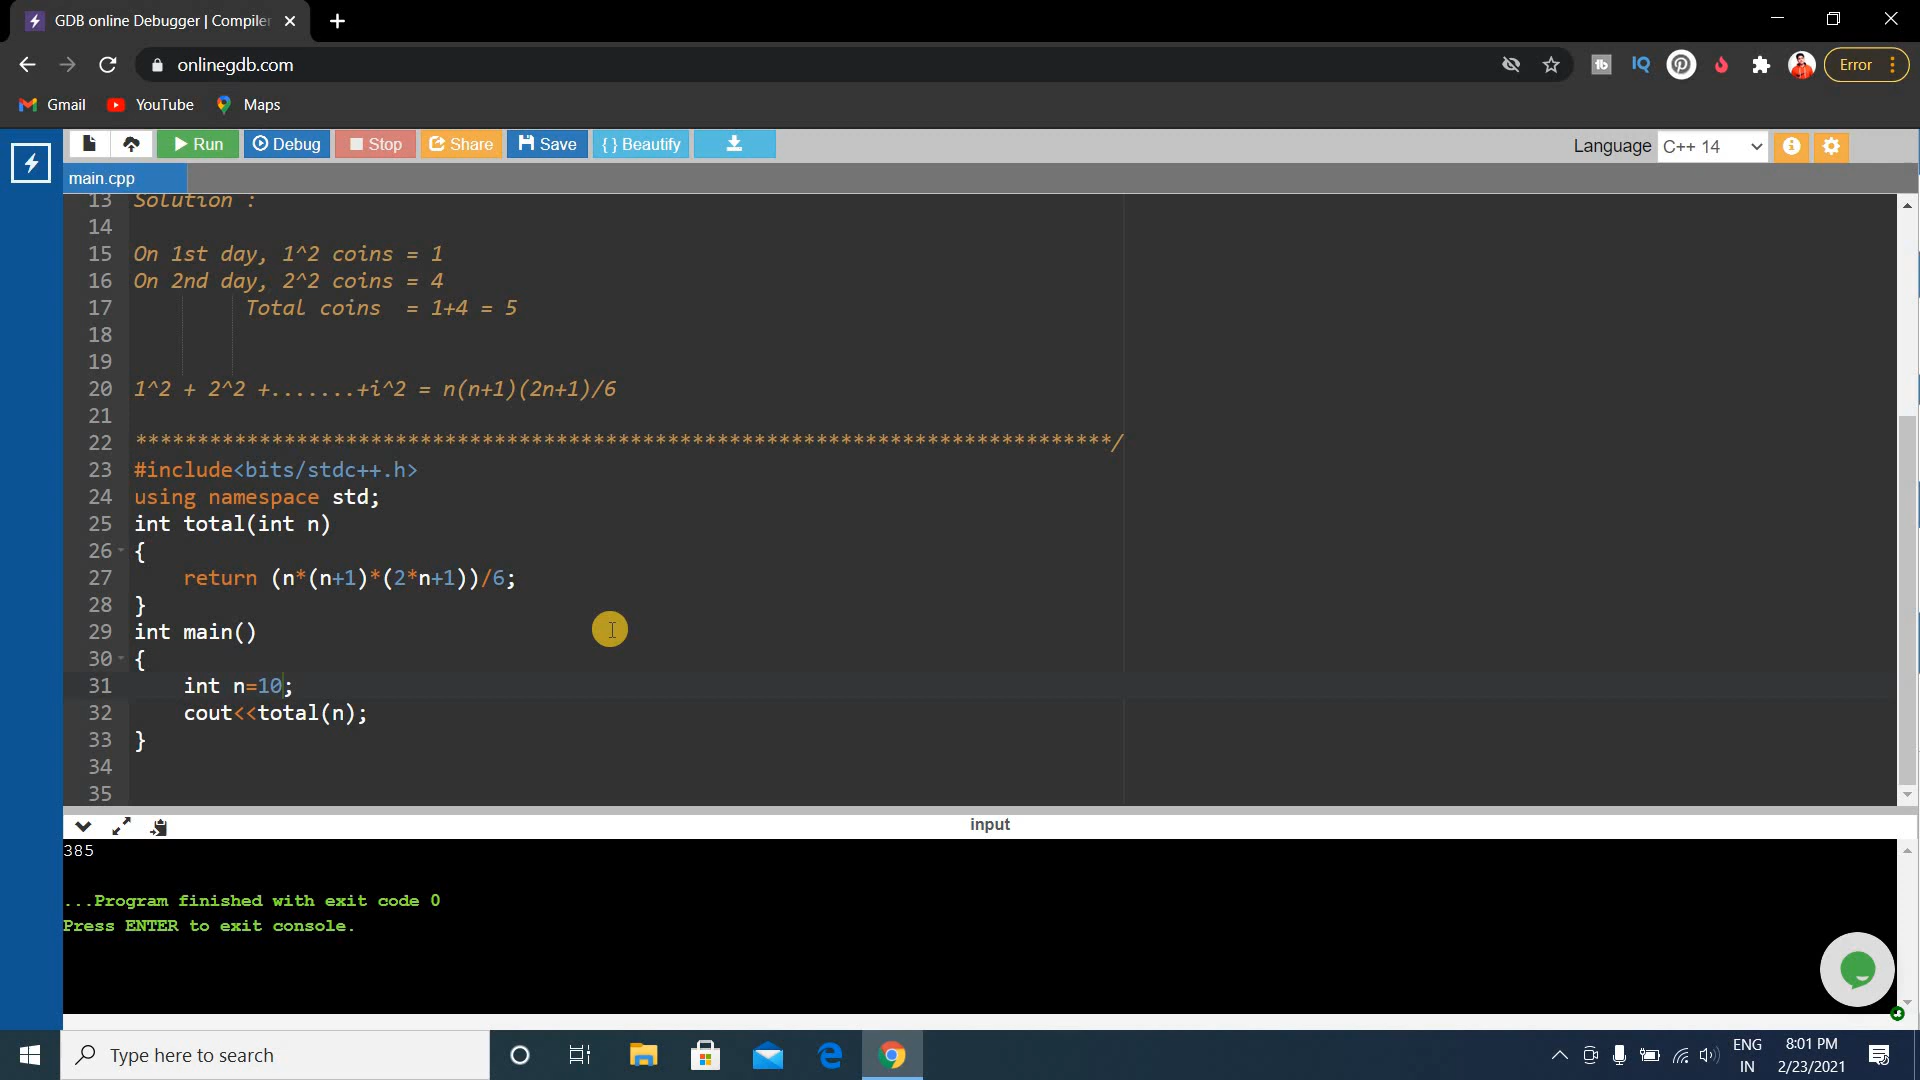 GDB online Debugger | Compiler
onlinegdb.com
Error
Gmail YouTube Maps
Run Debug Stop Share Save { } Beautify
Language C++ 14
main.cpp
13 Solution :
14
15 On 1st day, 1^2 coins = 1
16 On 2nd day, 2^2 coins = 4
17 Total coins = 1+4 = 5
18
19
20 1^2 + 2^2 +.......+i^2 = n(n+1)(2n+1)/6
21
22 *******************************************************************************/
23 #include<bits/stdc++.h>
24 using namespace std;
25 int total(int n)
26 {
27 return (n*(n+1)*(2*n+1))/6;
28 }
29 int main()
30 {
31 int n=10;
32 cout<<total(n);
33 }
34
35
input
385
...Program finished with exit code 0
Press ENTER to exit console.
Type here to search
ENG
IN
8:01 PM
2/23/2021